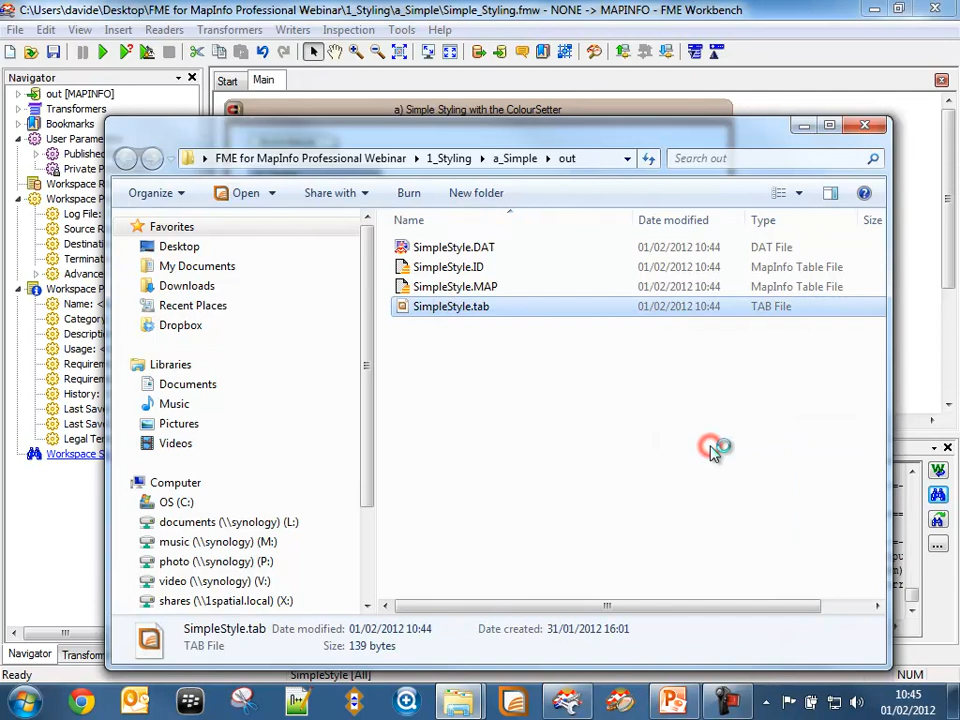 C:\Users\davide\Desktop\FME for MapInfo Professional Webinar\1_Styling\a_Simple\Simple_Styling.fmw - NONE -> MAPINFO - FME Workbench
File Edit View Insert Readers Transformers Writers Inspection Tools Help
Navigator
Start Main
out [MAPINFO]
Transformers
Bookmarks
User Parame
Published
Private P
Workspace R
Workspace P
Log File:
Source R
Destinati
Terminati
Advanced
Workspace P
Name: <
Category
Descripti
Usage: <
Requirem
Requirem
History:
Last Save
Last Save
Legal Terr
Workspace S
a) Simple Styling with the ColourSetter
FME for MapInfo Professional Webinar 1_Styling a_Simple out
Search out
Organize Open Share with Burn New folder
Favorites
Desktop
My Documents
Downloads
Recent Places
Dropbox
Libraries
Documents
Music
Pictures
Videos
Computer
OS (C:)
documents (\\synology) (L:)
music (\\synology) (M:)
photo (\\synology) (P:)
video (\\synology) (V:)
shares (\\1spatial.local) (X:)
Name Date modified Type Size
SimpleStyle.DAT 01/02/2012 10:44 DAT File
SimpleStyle.ID 01/02/2012 10:44 MapInfo Table File
SimpleStyle.MAP 01/02/2012 10:44 MapInfo Table File
SimpleStyle.tab 01/02/2012 10:44 TAB File
SimpleStyle.tab Date modified: 01/02/2012 10:44 Date created: 31/01/2012 16:01
TAB File Size: 139 bytes
Navigator Transform
Ready SimpleStyle [All] NUM
10:45
01/02/2012